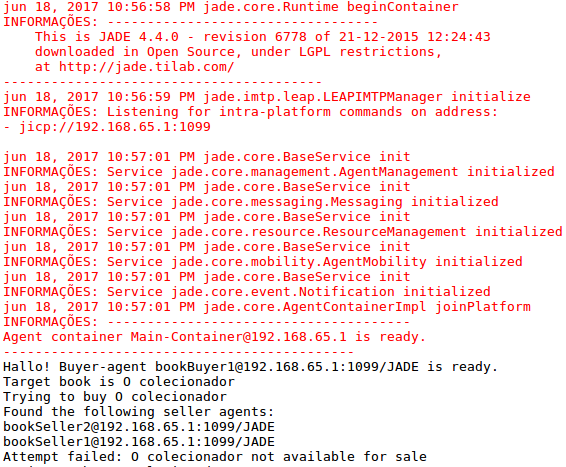 jun 18, 2017 10:56:58 PM jade.core.Runtime beginContainer
INFORMAÇÕES: ----------------------------------
    This is JADE 4.4.0 - revision 6778 of 21-12-2015 12:24:43
    downloaded in Open Source, under LGPL restrictions,
    at http://jade.tilab.com/
----------------------------------------
jun 18, 2017 10:56:59 PM jade.imtp.leap.LEAPIMTPManager initialize
INFORMAÇÕES: Listening for intra-platform commands on address:
- jicp://192.168.65.1:1099
jun 18, 2017 10:57:01 PM jade.core.BaseService init
INFORMAÇÕES: Service jade.core.management.AgentManagement initialized
jun 18, 2017 10:57:01 PM jade.core.BaseService init
INFORMAÇÕES: Service jade.core.messaging.Messaging initialized
jun 18, 2017 10:57:01 PM jade.core.BaseService init
INFORMAÇÕES: Service jade.core.resource.ResourceManagement initialized
jun 18, 2017 10:57:01 PM jade.core.BaseService init
INFORMAÇÕES: Service jade.core.mobility.AgentMobility initialized
jun 18, 2017 10:57:01 PM jade.core.BaseService init
INFORMAÇÕES: Service jade.core.event.Notification initialized
jun 18, 2017 10:57:01 PM jade.core.AgentContainerImpl joinPlatform
INFORMAÇÕES: --------------------------------------
Agent container Main-Container@192.168.65.1 is ready.
--------------------------------------------
Hallo! Buyer-agent bookBuyer1@192.168.65.1:1099/JADE is ready.
Target book is O colecionador
Trying to buy O colecionador
Found the following seller agents:
bookSeller2@192.168.65.1:1099/JADE
bookSeller1@192.168.65.1:1099/JADE
Attempt failed: O colecionador not available for sale